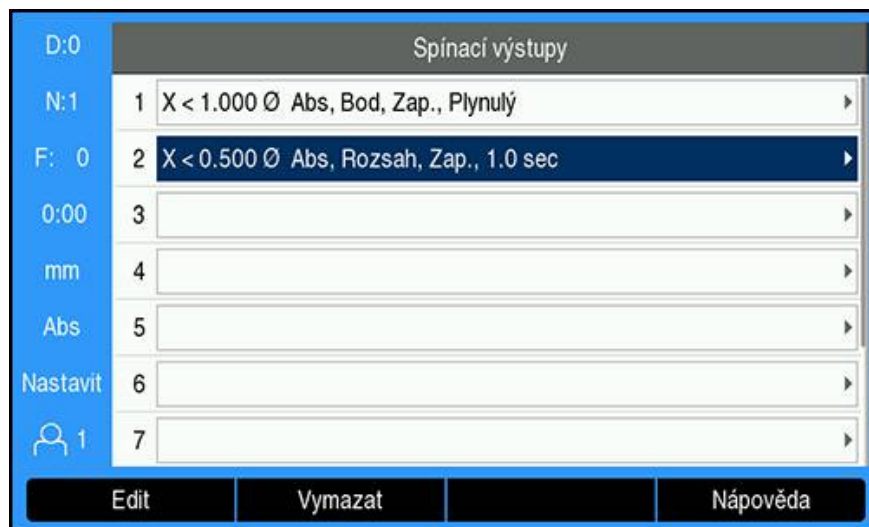 D:0
Spínací výstupy
N:1
1 X < 1.000 Ø Abs, Bod, Zap., Plynulý
F: 0
2 X < 0.500 Ø Abs, Rozsah, Zap., 1.0 sec
0:00
3
mm
4
Abs
5
Nastavit
6
1
7
Edit Vymazat Nápověda